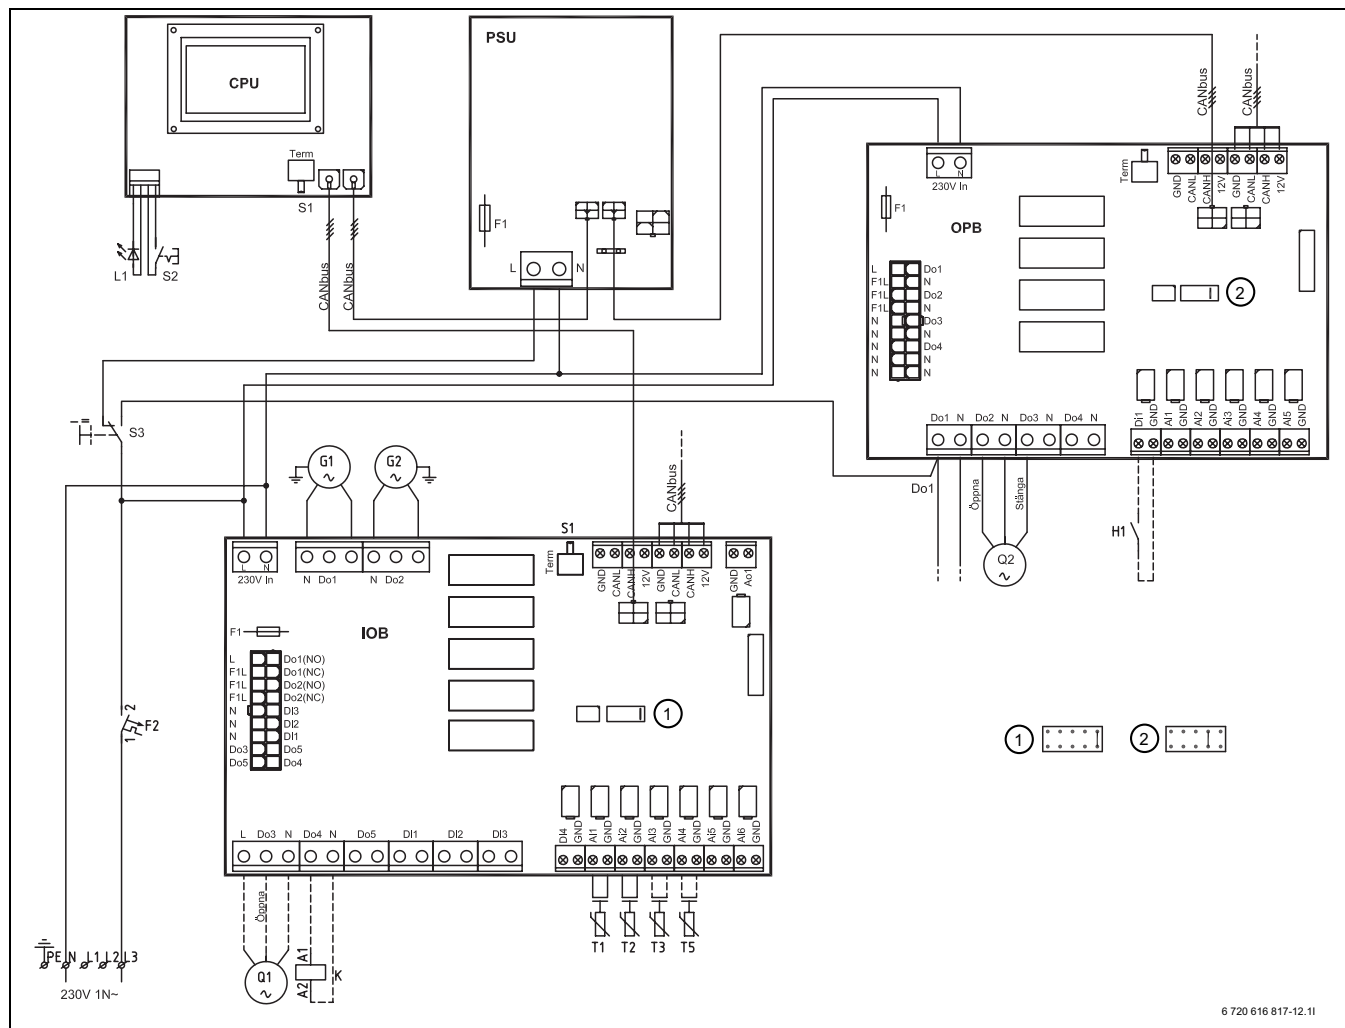 CPU
Term
S1
L1
S2
CANbus
CANbus
PSU
F1
L
N
CANbus
CANbus
L
N
230V In
Term
GND
CANL
CANH
12V
GND
CANL
CANH
12V
F1
OPB
L
Do1
F1L
N
F1L
Do2
F1L
N
N
Do3
N
N
N
Do4
N
N
N
N
2
Di1
GND
AI1
GND
AI2
GND
Ai3
GND
AI4
GND
AI5
GND
Do1
N
Do2
N
Do3
N
Do4
N
Do1
Öppna
Stänga
Q2
H1
S3
G1
G2
CANbus
S1
Term
L
N
230V In
N
Do1
N
Do2
GND
CANL
CANH
12V
GND
CANL
CANH
12V
GND
Ao1
F1
IOB
L
Do1(NO)
F1L
Do1(NC)
F1L
Do2(NO)
F1L
Do2(NC)
N
DI3
N
DI2
N
DI1
Do3
Do5
Do5
Do4
1
F2
2
1
1
2
DI4
GND
AI1
GND
Ai2
GND
AI3
GND
AI4
GND
AI5
GND
AI6
GND
L
Do3
N
Do4
N
Do5
DI1
DI2
DI3
Öppna
Q1
A1
A2
K
T1
T2
T3
T5
PE
N
L1
L2
L3
230V 1N~
6 720 616 817-12.1I